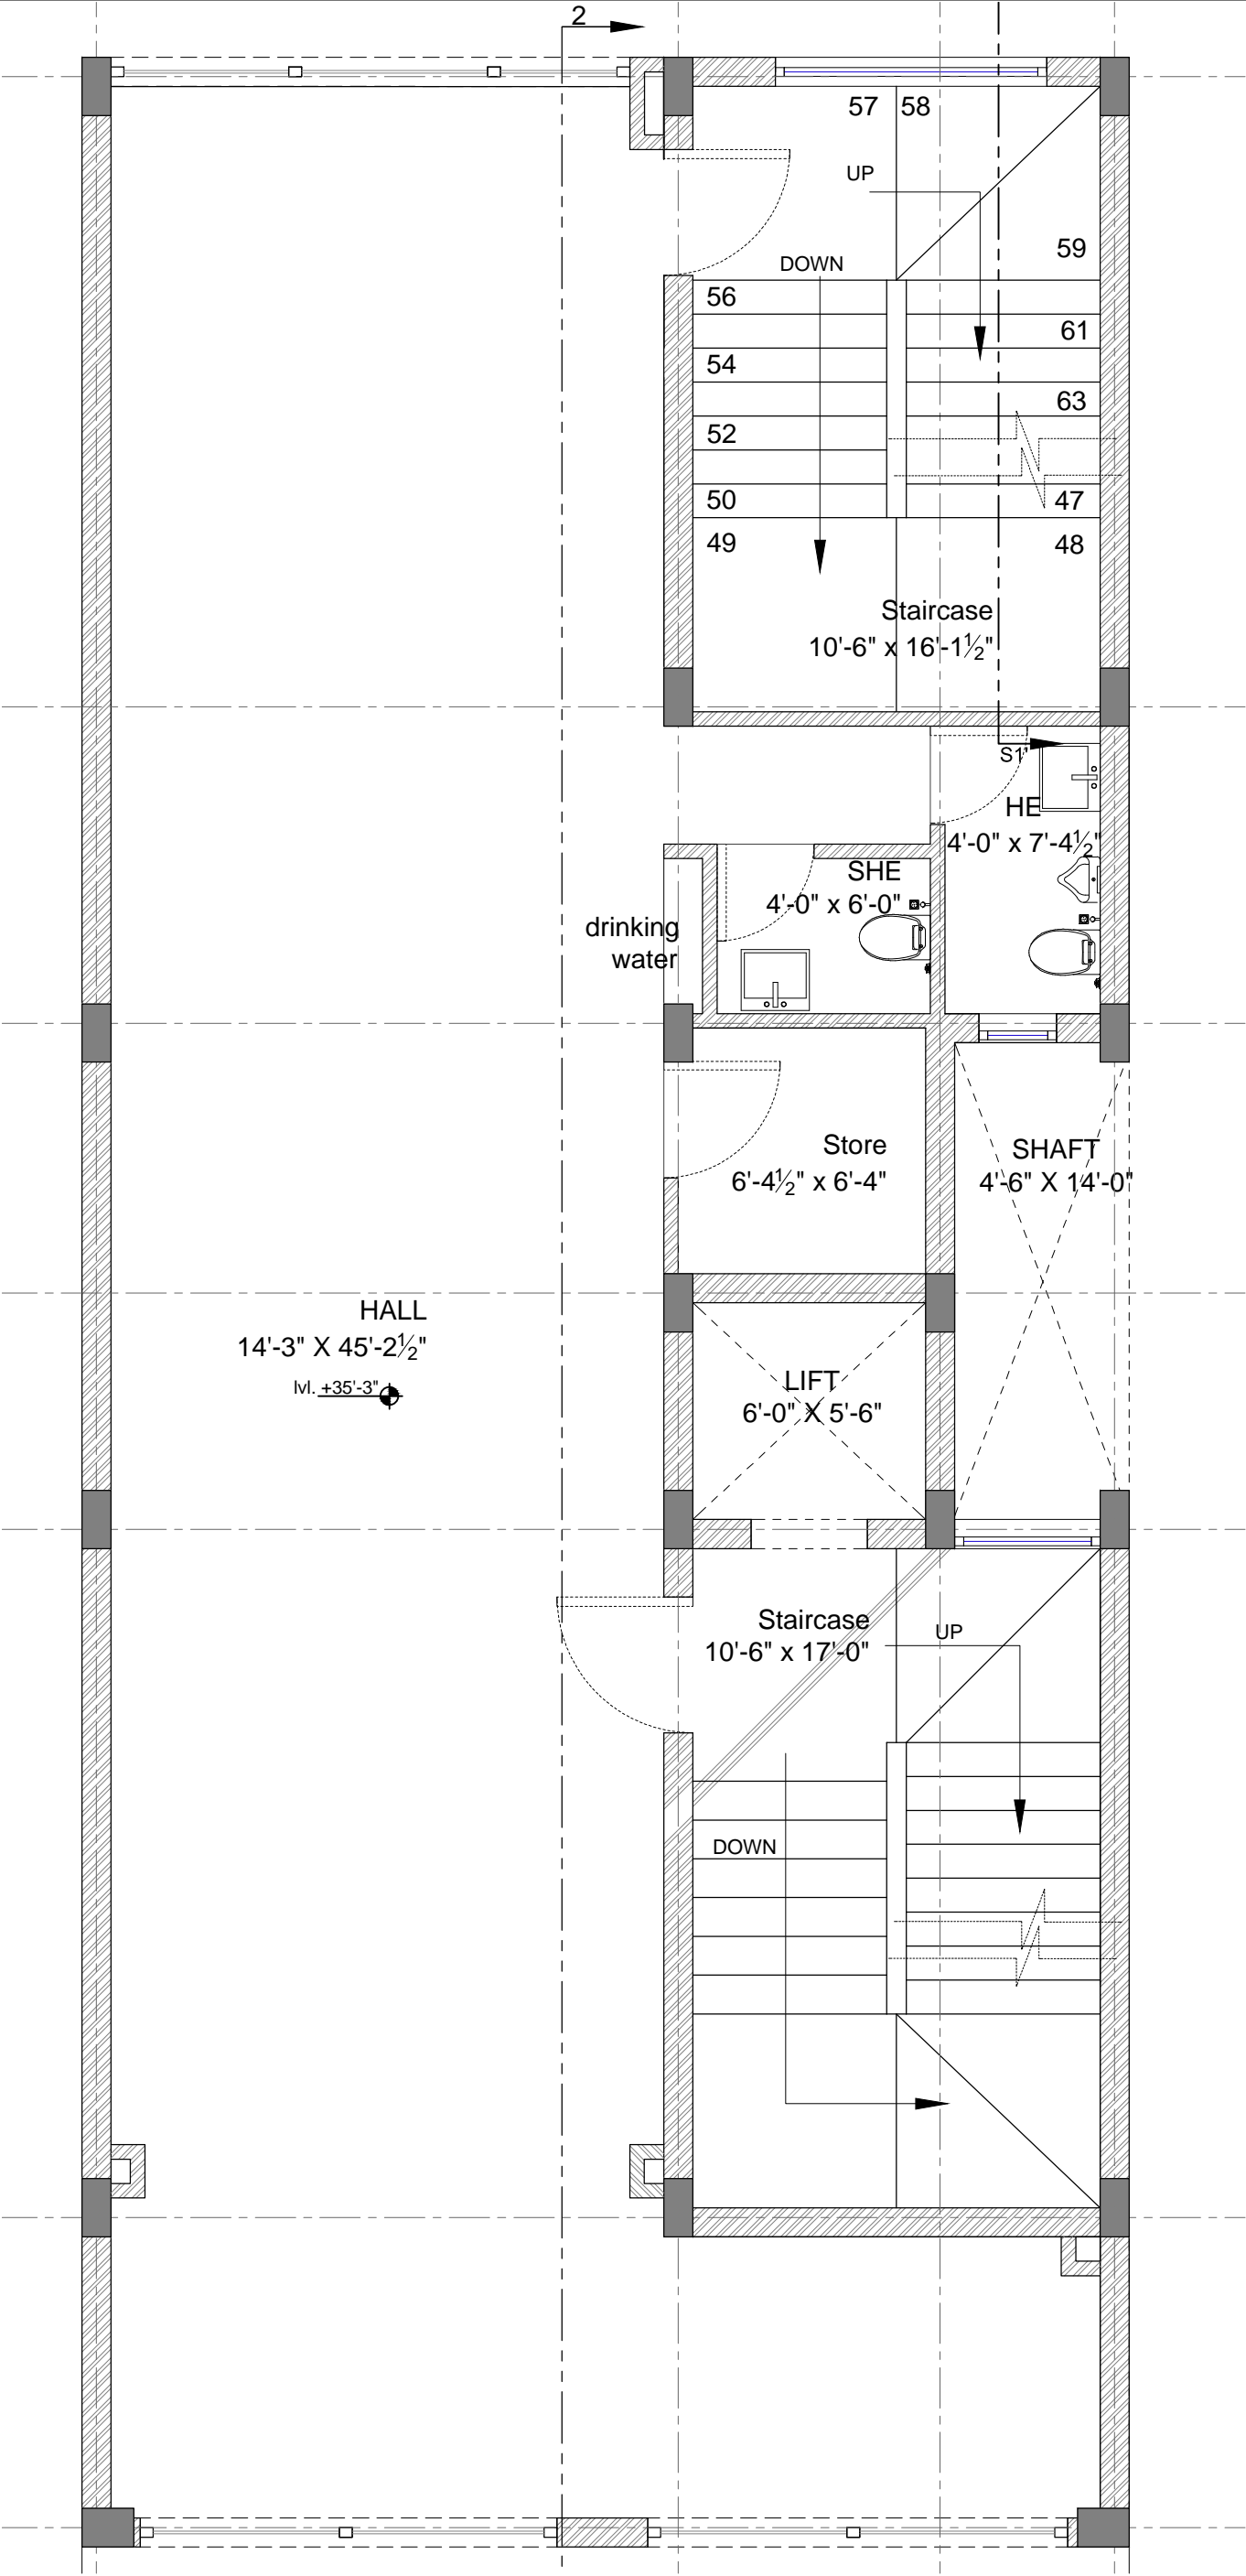 2
57 58
UP
59
DOWN
56
61
54
63
52
50
47
49
48
Staircase
10'-6" x 16'-1½"
S1'
HE
4'-0" x 7'-4½"
SHE
4'-0" x 6'-0"
drinking
water
Store
6'-4½" x 6'-4"
SHAFT
4'-6" X 14'-0"
HALL
14'-3" X 45'-2½"
lvl. +35'-3"
LIFT
6'-0" X 5'-6"
Staircase
10'-6" x 17'-0"
UP
DOWN